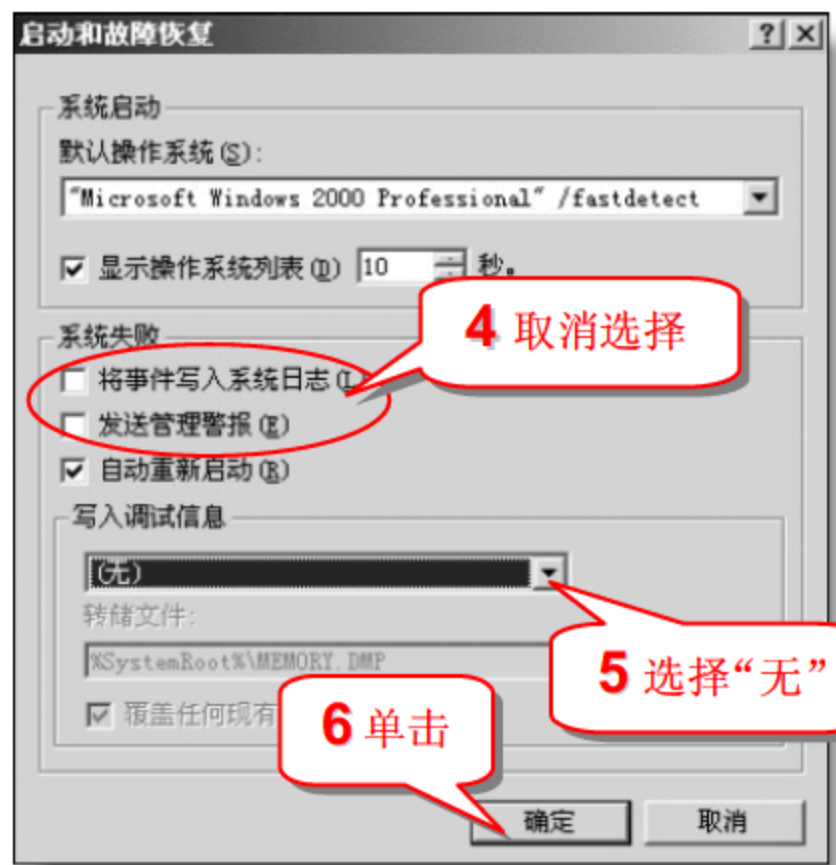 启动和故障恢复
系统启动
默认操作系统(S):
"Microsoft Windows 2000 Professional" /fastdetect
显示操作系统列表(D) 10 秒。
4 取消选择
系统失败
将事件写入系统日志(L
发送管理警报(E)
自动重新启动(R)
写入调试信息
(无)
转储文件:
%SystemRoot%\MEMORY.DMP
5 选择“无”
覆盖任何现有
6 单击
确定 取消